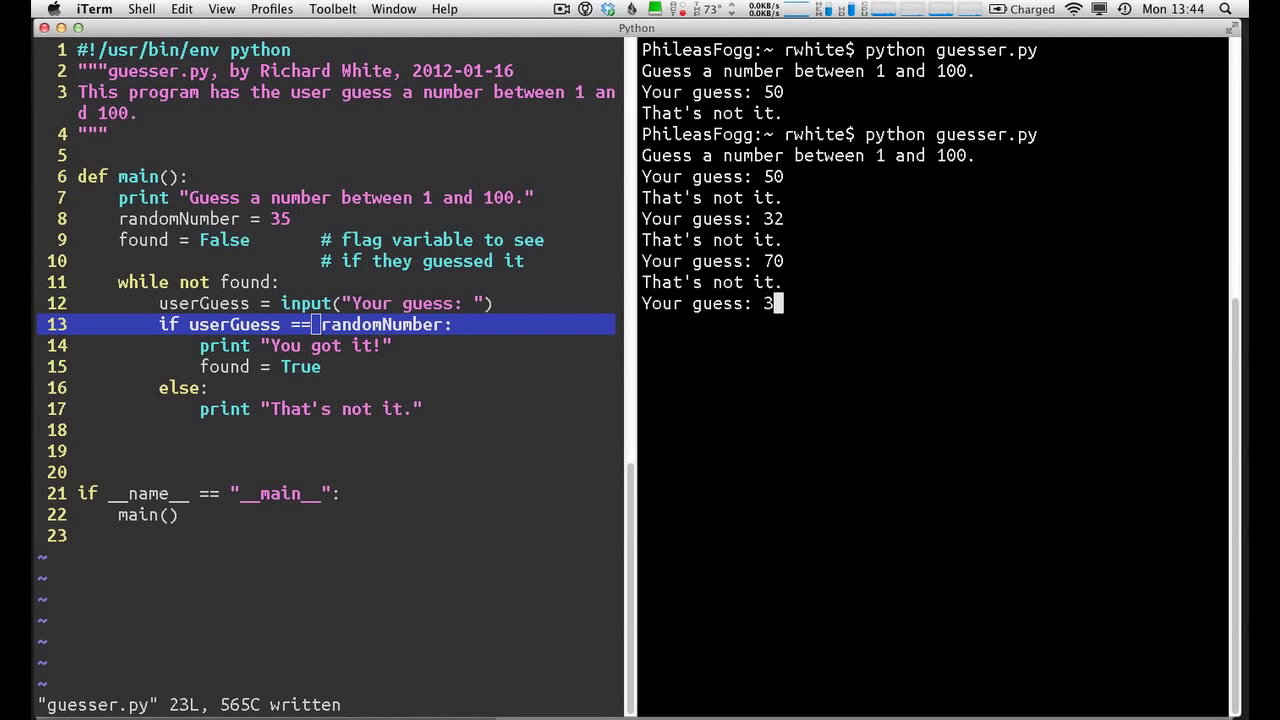 iTerm Shell Edit View Profiles Toolbelt Window Help 73° 0.0KB/s 0.0KB/s Charged Mon 13:44
Python
1 #!/usr/bin/env python
2 """guesser.py, by Richard White, 2012-01-16
3 This program has the user guess a number between 1 an
d 100.
4 """
5
6 def main():
7 print "Guess a number between 1 and 100."
8 randomNumber = 35
9 found = False # flag variable to see
10 # if they guessed it
11 while not found:
12 userGuess = input("Your guess: ")
13 if userGuess == randomNumber:
14 print "You got it!"
15 found = True
16 else:
17 print "That's not it."
18
19
20
21 if __name__ == "__main__":
22 main()
23
~
~
~
~
~
~
~
"guesser.py" 23L, 565C written
PhileasFogg:~ rwhite$ python guesser.py
Guess a number between 1 and 100.
Your guess: 50
That's not it.
PhileasFogg:~ rwhite$ python guesser.py
Guess a number between 1 and 100.
Your guess: 50
That's not it.
Your guess: 32
That's not it.
Your guess: 70
That's not it.
Your guess: 3